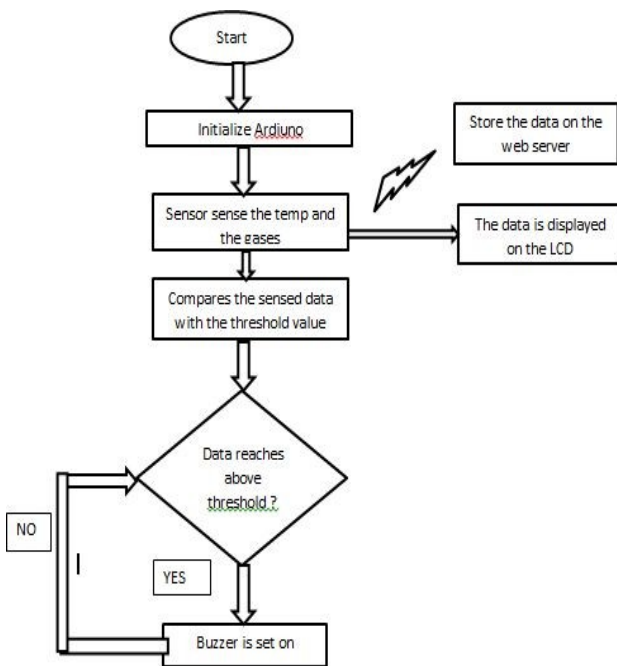 Start
Initialize Ardiuno
Store the data on the
web server
Sensor sense the temp and
the gases
The data is displayed
on the LCD
Compares the sensed data
with the threshold value
Data reaches
above
threshold ?
NO
YES
Buzzer is set on